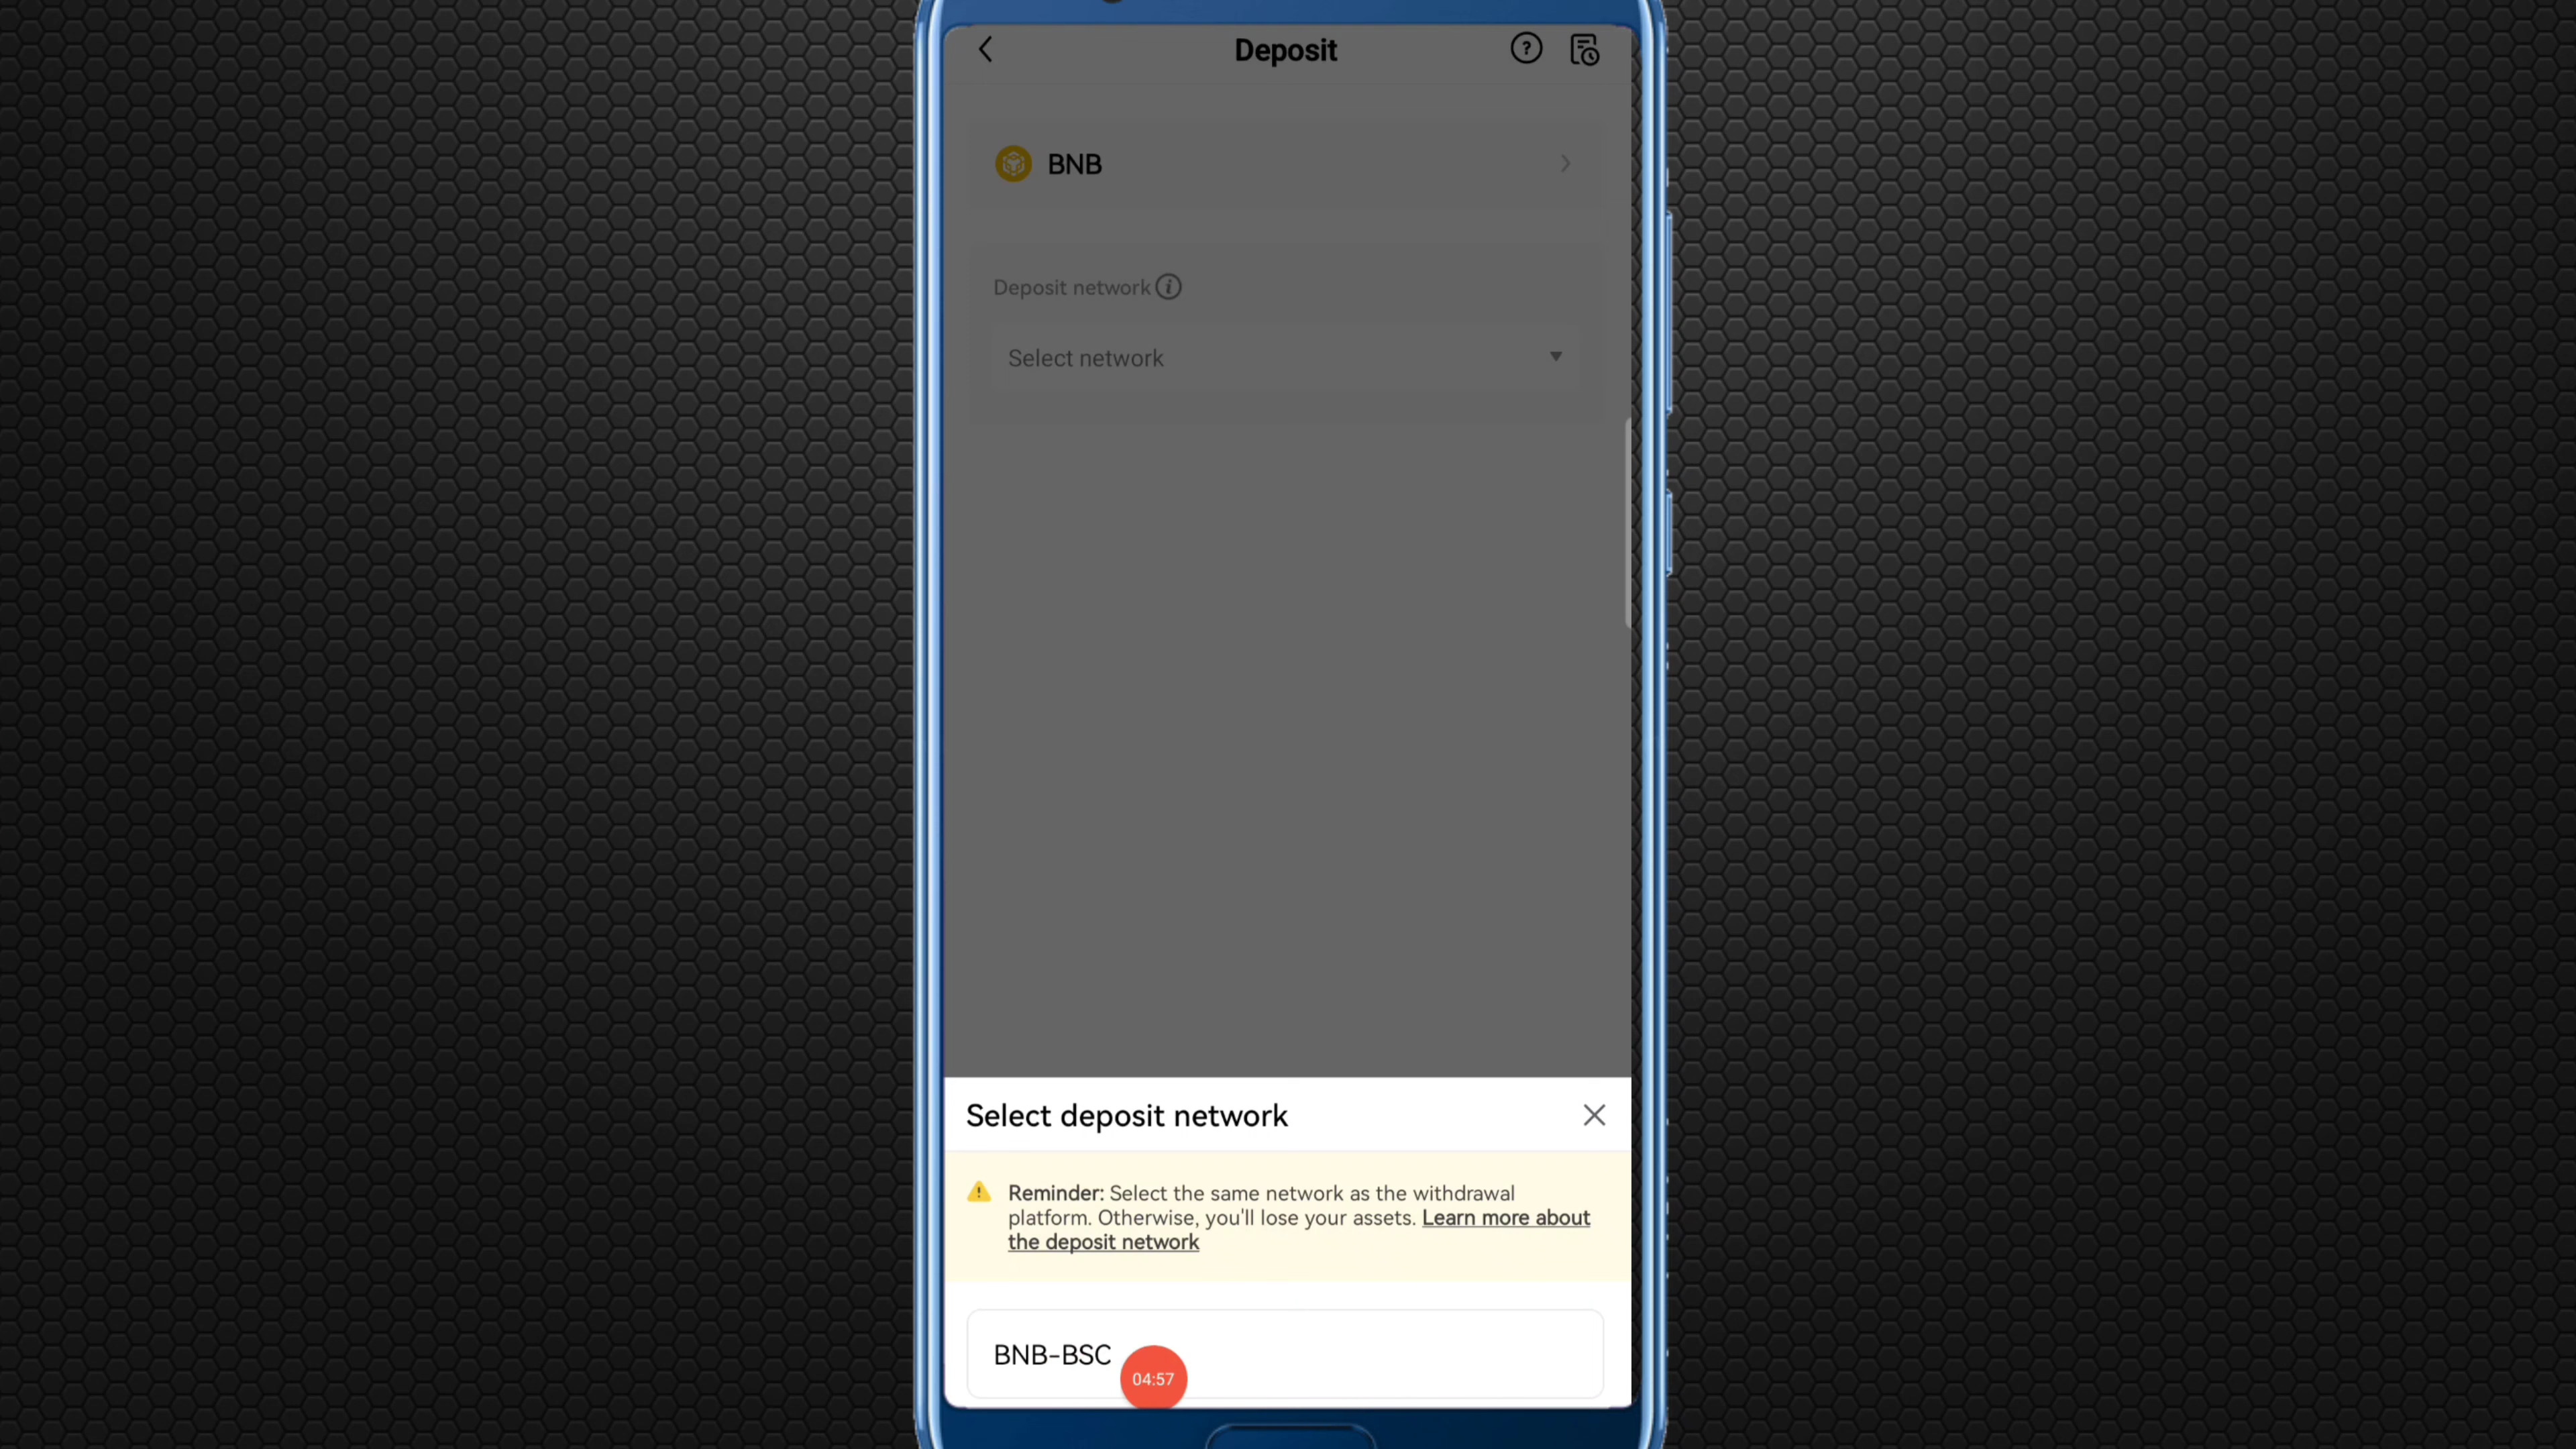 Deposit
BNB
Deposit network
Select network
Select deposit network
Reminder: Select the same network as the withdrawal
platform. Otherwise, you'll lose your assets. Learn more about
the deposit network
BNB-BSC
04:57